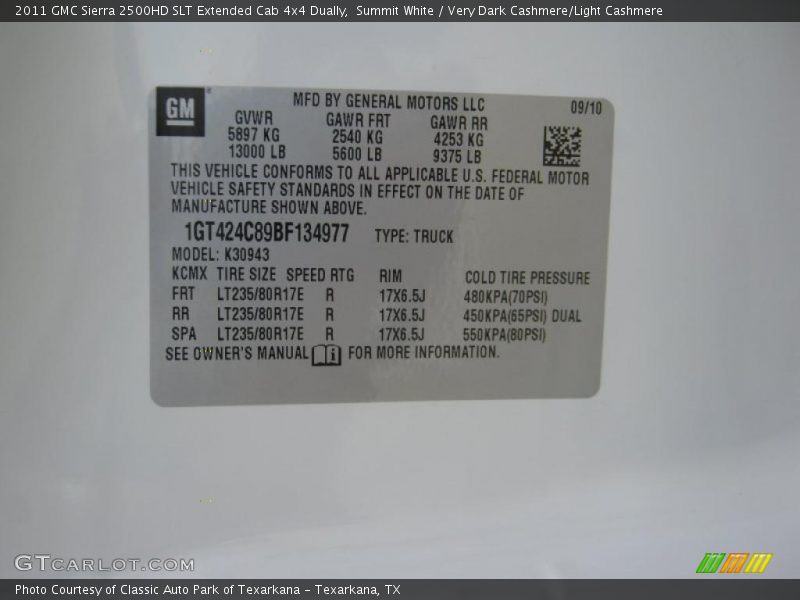 2011 GMC Sierra 2500HD SLT Extended Cab 4x4 Dually,  Summit White / Very Dark Cashmere/Light Cashmere
GM
MFD BY GENERAL MOTORS LLC 09/10
GVWR GAWR FRT GAWR RR
5897 KG 2540 KG 4253 KG
13000 LB 5600 LB 9375 LB
THIS VEHICLE CONFORMS TO ALL APPLICABLE U.S. FEDERAL MOTOR
VEHICLE SAFETY STANDARDS IN EFFECT ON THE DATE OF
MANUFACTURE SHOWN ABOVE.
1GT424C89BF134977 TYPE: TRUCK
MODEL: K30943
KCMX TIRE SIZE SPEED RTG RIM COLD TIRE PRESSURE
FRT LT235/80R17E R 17X6.5J 480KPA(70PSI)
RR LT235/80R17E R 17X6.5J 450KPA(65PSI) DUAL
SPA LT235/80R17E R 17X6.5J 550KPA(80PSI)
SEE OWNER'S MANUAL i FOR MORE INFORMATION.
GTCARLOT.COM
Photo Courtesy of Classic Auto Park of Texarkana – Texarkana, TX